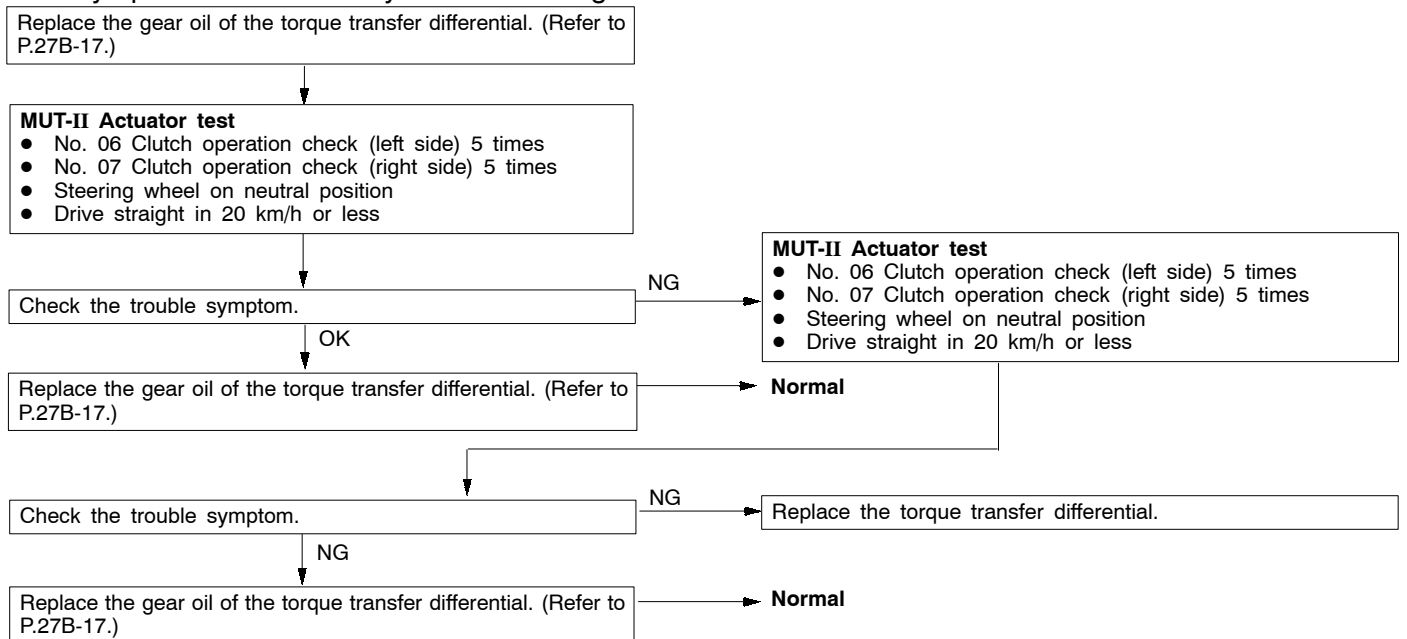 Replace the gear oil of the torque transfer differential. (Refer to
P.27B-17.)
MUT-II Actuator test
● No. 06 Clutch operation check (left side) 5 times
● No. 07 Clutch operation check (right side) 5 times
● Steering wheel on neutral position
● Drive straight in 20 km/h or less
Check the trouble symptom.
NG
MUT-II Actuator test
● No. 06 Clutch operation check (left side) 5 times
● No. 07 Clutch operation check (right side) 5 times
● Steering wheel on neutral position
● Drive straight in 20 km/h or less
OK
Replace the gear oil of the torque transfer differential. (Refer to
P.27B-17.)
Normal
Check the trouble symptom.
NG
Replace the torque transfer differential.
NG
Replace the gear oil of the torque transfer differential. (Refer to
P.27B-17.)
Normal